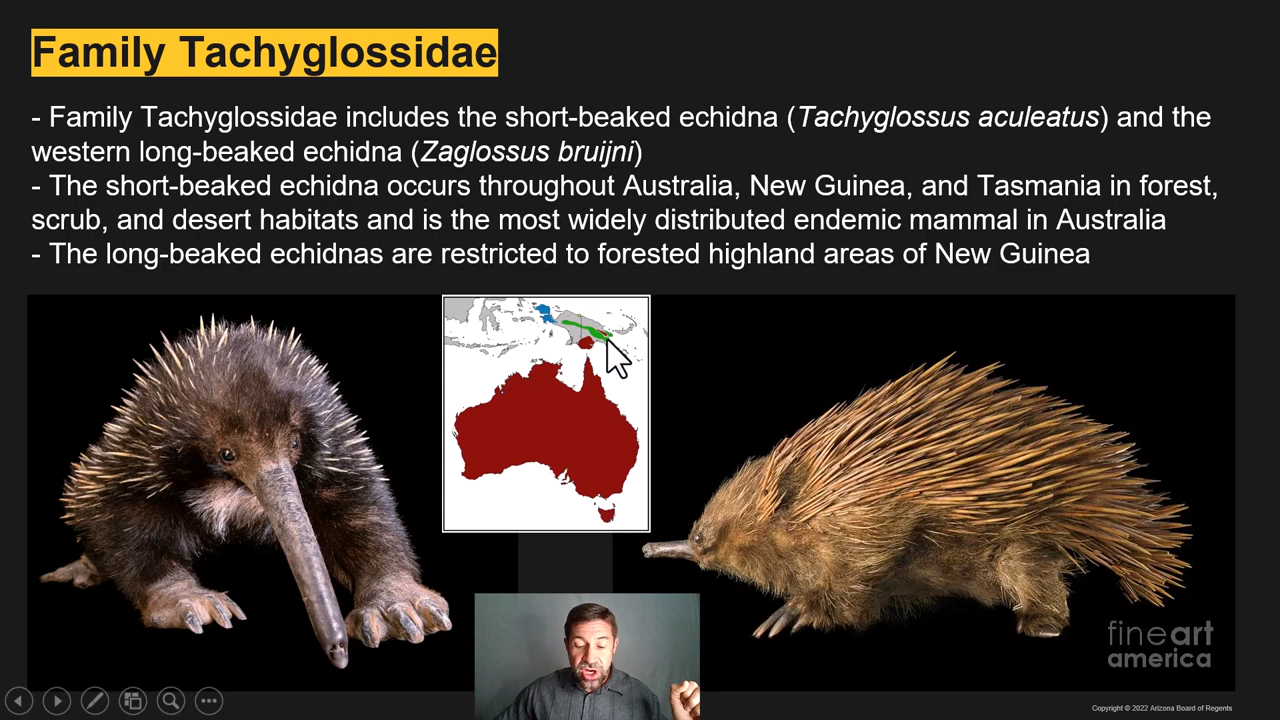 Family Tachyglossidae
- Family Tachyglossidae includes the short-beaked echidna (Tachyglossus aculeatus) and the
western long-beaked echidna (Zaglossus bruijni)
- The short-beaked echidna occurs throughout Australia, New Guinea, and Tasmania in forest,
scrub, and desert habitats and is the most widely distributed endemic mammal in Australia
- The long-beaked echidnas are restricted to forested highland areas of New Guinea
fineart
america
Copyright © 2022 Arizona Board of Regents